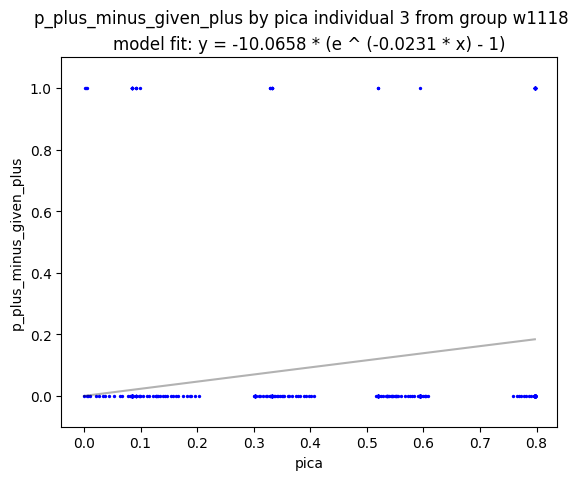 p_plus_minus_given_plus by pica individual 3 from group w1118
model fit: y = -10.0658 * (e ^ (-0.0231 * x) - 1)
1.0
0.8
0.6
0.4
0.2
0.0
p_plus_minus_given_plus
0.0 0.1 0.2 0.3 0.4 0.5 0.6 0.7 0.8
pica